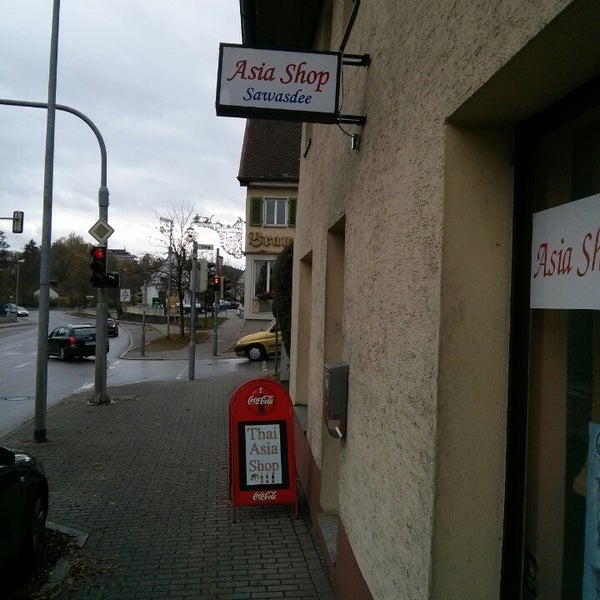 Asia Shop
Sawasdee
Asia Sh
Coca-Cola
Thai
Asia
Shop
Coca-Cola